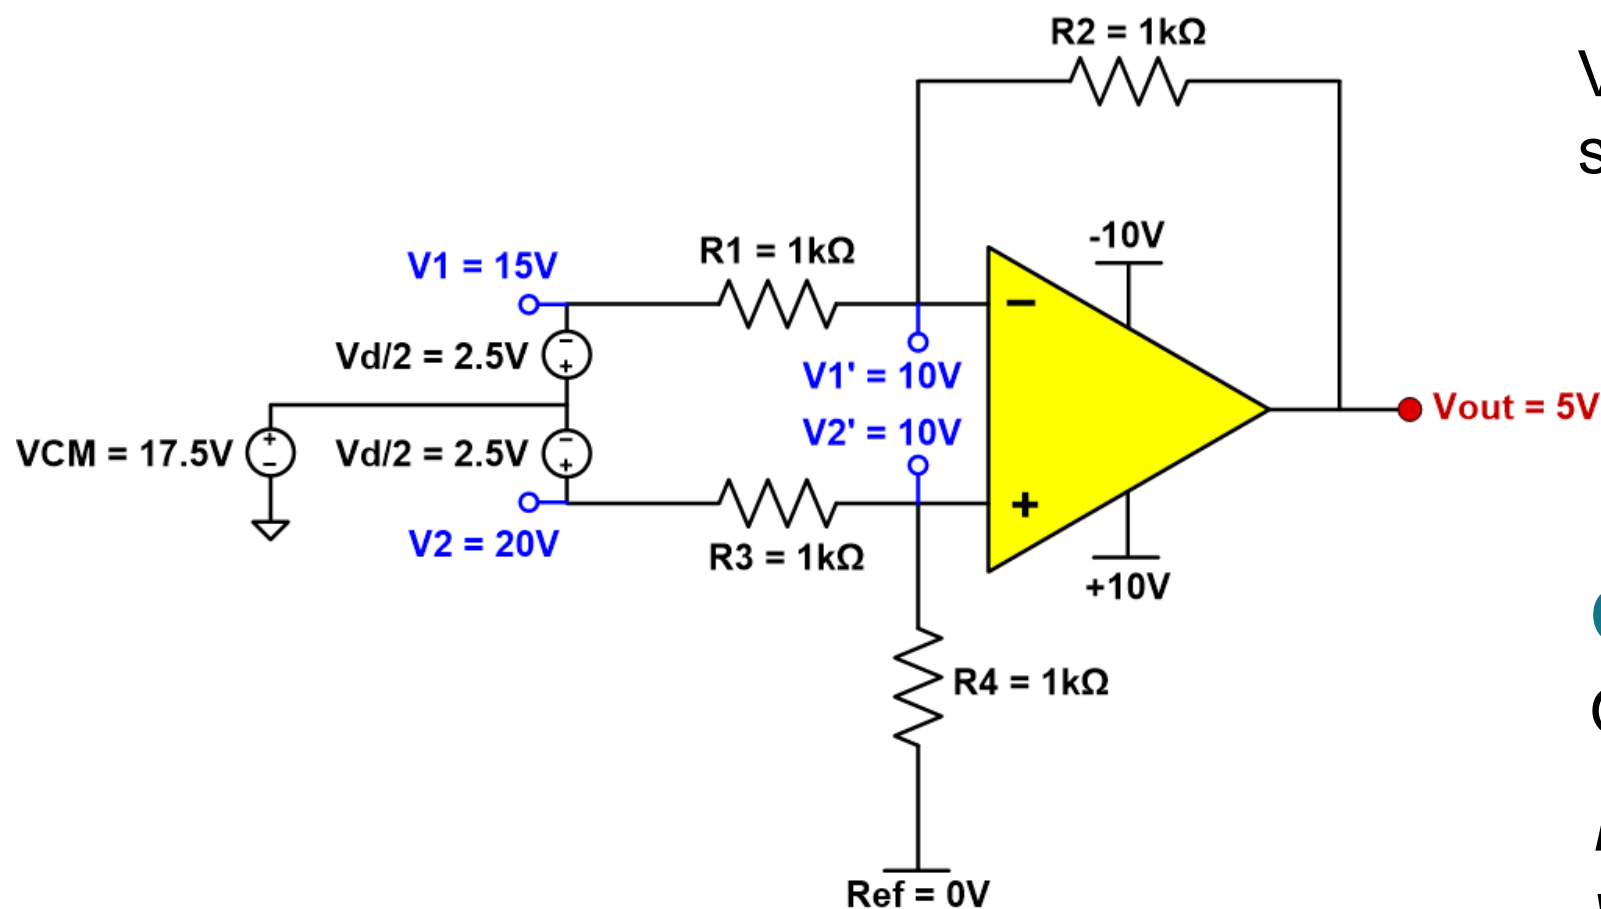 R2 = 1kΩ
V
s
-10V
R1 = 1kΩ
V1 = 15V
Vd/2 = 2.5V
V1' = 10V
V2' = 10V
Vout = 5V
VCM = 17.5V
Vd/2 = 2.5V
V2 = 20V
R3 = 1kΩ
+10V
R4 = 1kΩ
Ref = 0V